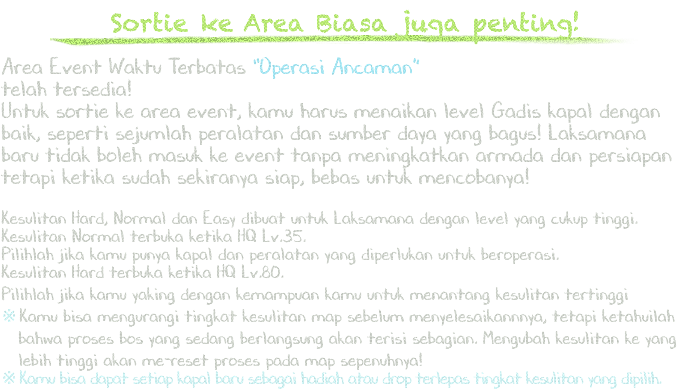 Sortie ke Area Biasa juga penting!
Area Event Waktu Terbatas "Operasi Ancaman"
telah tersedia!
Untuk sortie ke area event, kamu harus menaikan level Gadis kapal dengan
baik, seperti sejumlah peralatan dan sumber daya yang bagus! Laksamana
baru tidak boleh masuk ke event tanpa meningkatkan armada dan persiapan
tetapi ketika sudah sekiranya siap, bebas untuk mencobanya!
Kesulitan Hard, Normal dan Easy dibuat untuk Laksamana dengan level yang cukup tinggi.
Kesulitan Normal terbuka ketika HQ Lv.35.
Pilihlah jika kamu punya kapal dan peralatan yang diperlukan untuk beroperasi.
Kesulitan Hard terbuka ketika HQ Lv.80.
Pilihlah jika kamu yaking dengan kemampuan kamu untuk menantang kesulitan tertinggi
※Kamu bisa mengurangi tingkat kesulitan map sebelum menyelesaikannnya, tetapi ketahuilah
bahwa proses bos yang sedang berlangsung akan terisi sebagian. Mengubah kesulitan ke yang
lebih tinggi akan me-reset proses pada map sepenuhnya!
※Kamu bisa dapat setiap kapal baru sebagai hadiah atau drop terlepas tingkat kesulitan yang dipilih.